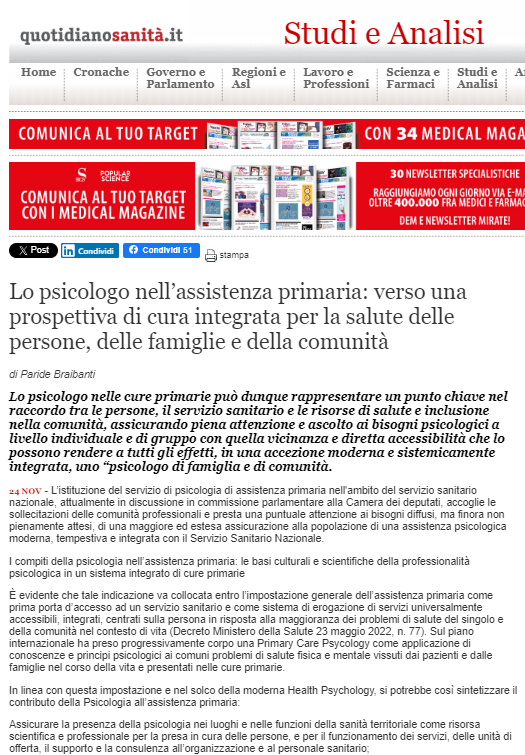 quotidianosanità.it
Studi e Analisi
Home
Cronache
Governo e
Parlamento
Regioni e
Asl
Lavoro e
Professioni
Scienza e
Farmaci
Studi e
Analisi
COMUNICA AL TUO TARGET
CON 34 MEDICAL MAGA
POPULAR
SCIENCE
COMUNICA AL TUO TARGET
CON I MEDICAL MAGAZINE
30 NEWSLETTER SPECIALISTICHE
RAGGIUNGIAMO OGNI GIORNO VIA E-MA
OLTRE 400.000 FRA MEDICI E FARMAC
DEM E NEWSLETTER MIRATE!
Post
Condividi
Condividi 51
stampa
Lo psicologo nell’assistenza primaria: verso una
prospettiva di cura integrata per la salute delle
persone, delle famiglie e della comunità
di Paride Braibanti
Lo psicologo nelle cure primarie può dunque rappresentare un punto chiave nel
raccordo tra le persone, il servizio sanitario e le risorse di salute e inclusione
nella comunità, assicurando piena attenzione e ascolto ai bisogni psicologici a
livello individuale e di gruppo con quella vicinanza e diretta accessibilità che lo
possono rendere a tutti gli effetti, in una accezione moderna e sistemicamente
integrata, uno “psicologo di famiglia e di comunità.
24 NOV - L’istituzione del servizio di psicologia di assistenza primaria nell’ambito del servizio sanitario
nazionale, attualmente in discussione in commissione parlamentare alla Camera dei deputati, accoglie le
sollecitazioni delle comunità professionali e presta una puntuale attenzione ai bisogni diffusi, ma finora non
pienamente attesi, di una maggiore ed estesa assicurazione alla popolazione di una assistenza psicologica
moderna, tempestiva e integrata con il Servizio Sanitario Nazionale.
I compiti della psicologia nell’assistenza primaria: le basi culturali e scientifiche della professionalità
psicologica in un sistema integrato di cure primarie
È evidente che tale indicazione va collocata entro l’impostazione generale dell’assistenza primaria come
prima porta d’accesso ad un servizio sanitario e come sistema di erogazione di servizi universalmente
accessibili, integrati, centrati sulla persona in risposta alla maggioranza dei problemi di salute del singolo e
della comunità nel contesto di vita (Decreto Ministero della Salute 23 maggio 2022, n. 77). Sul piano
internazionale ha preso progressivamente corpo una Primary Care Psycology come applicazione di
conoscenze e principi psicologici ai comuni problemi di salute fisica e mentale vissuti dai pazienti e dalle
famiglie nel corso della vita e presentati nelle cure primarie.
In linea con questa impostazione e nel solco della moderna Health Psychology, si potrebbe così sintetizzare il
contributo della Psicologia all’assistenza primaria:
Assicurare la presenza della psicologia nei luoghi e nelle funzioni della sanità territoriale come risorsa
scientifica e professionale per la presa in cura delle persone, e per il funzionamento dei servizi, delle unità di
offerta, il supporto e la consulenza all’organizzazione e al personale sanitario;